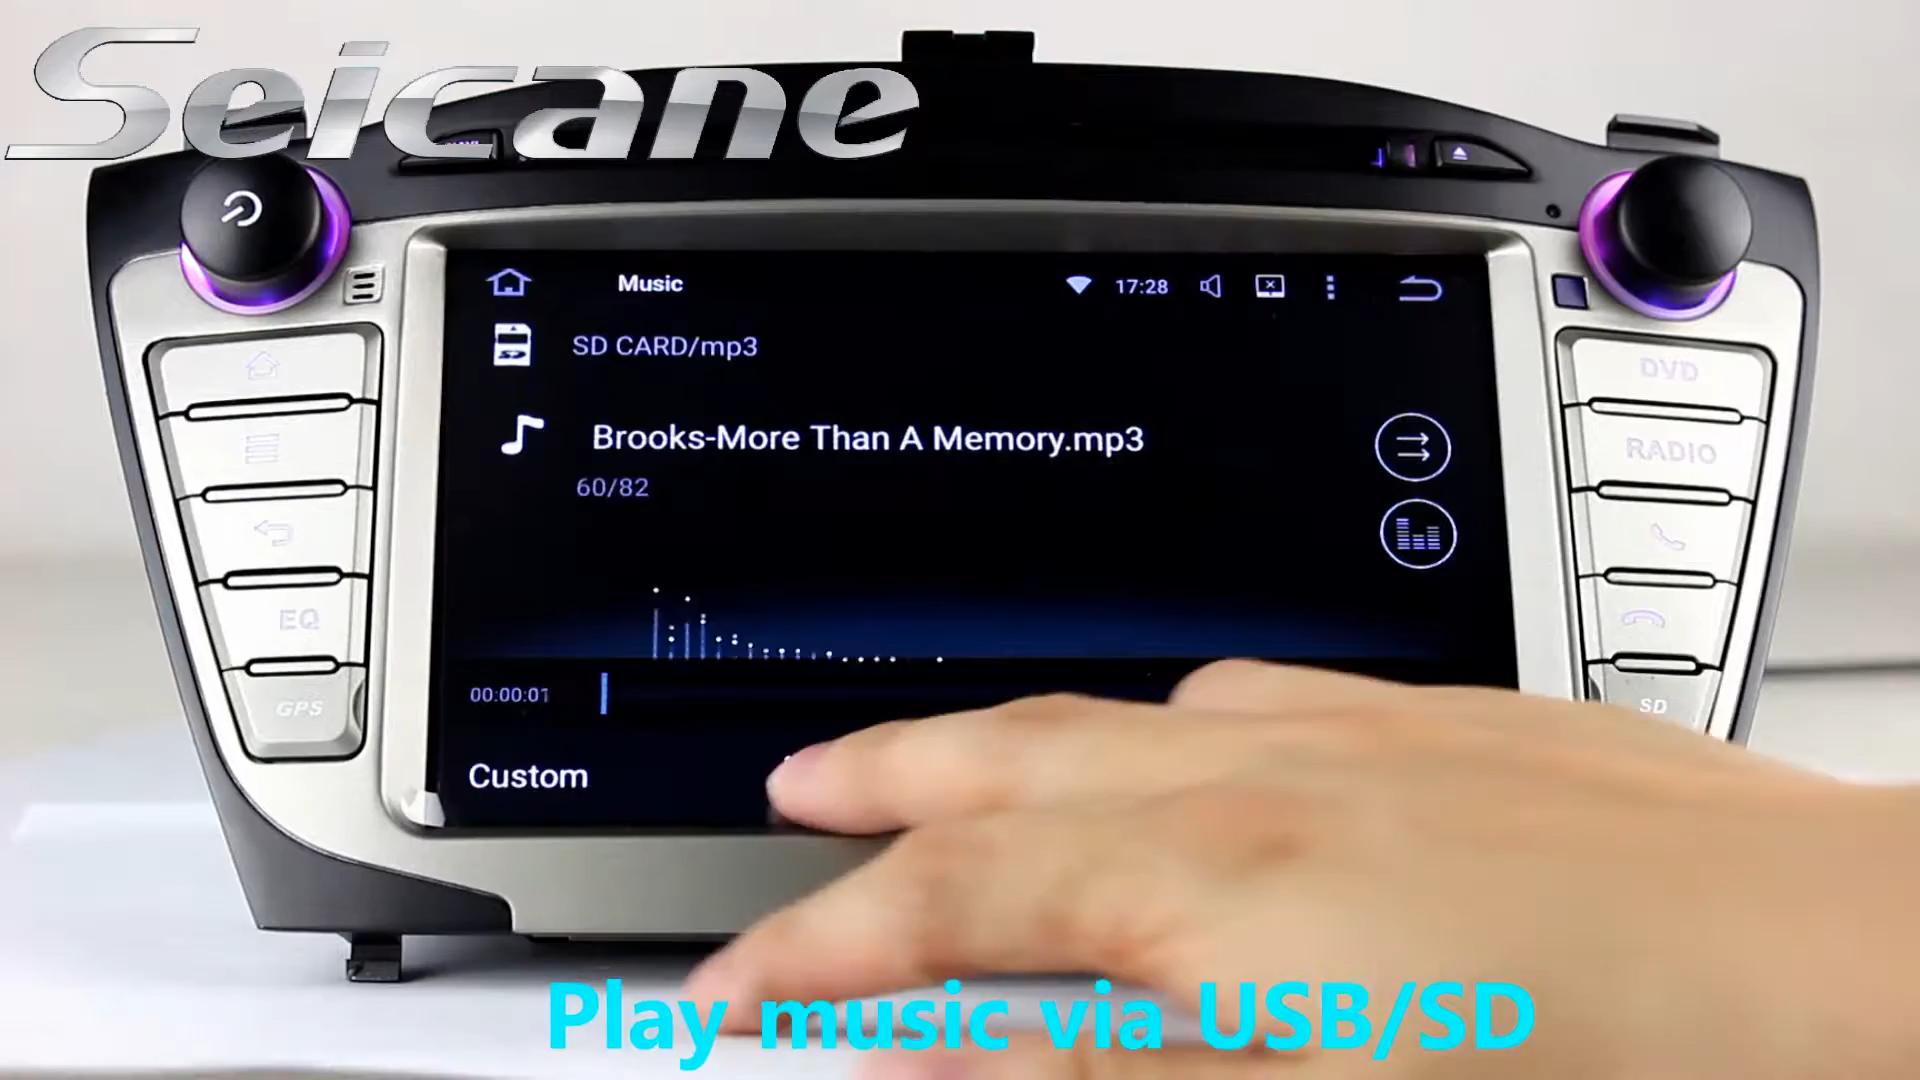 Seicane
Music
17:28
SD CARD/mp3
Brooks-More Than A Memory.mp3
60/82
00:00:01
Custom
EQ
GPS
DVD
RADIO
SD
Play music via USB/SD